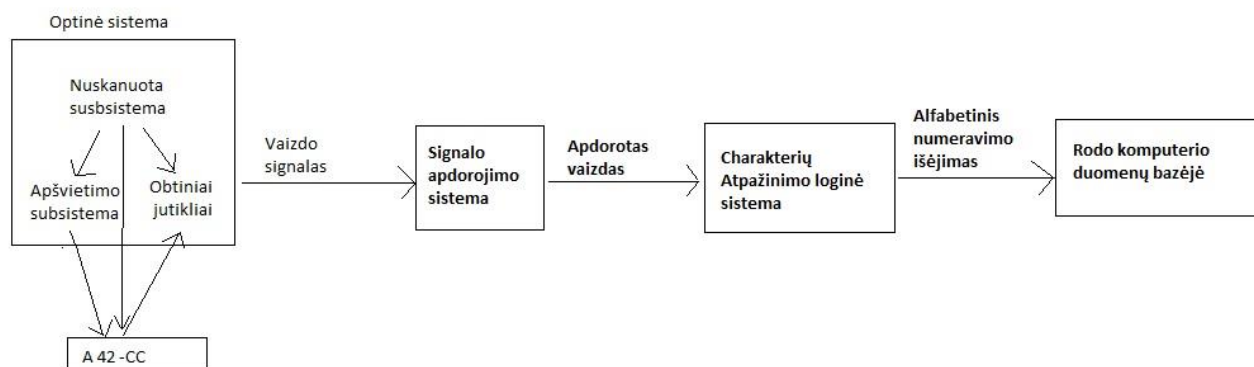 Optinė sistema
Nuskanuota
susbsistema
Apšvietimo
subsistema
Obtiniai
jutikliai
A 42 -CC
Vaizdo
signalas
Signalo
apdorojimo
sistema
Apdorotas
vaizdas
Charakterių
Atpažinimo loginė
sistema
Alfabetinis
numeravimo
išėjimas
Rodo komputerio
duomenų bazėjė